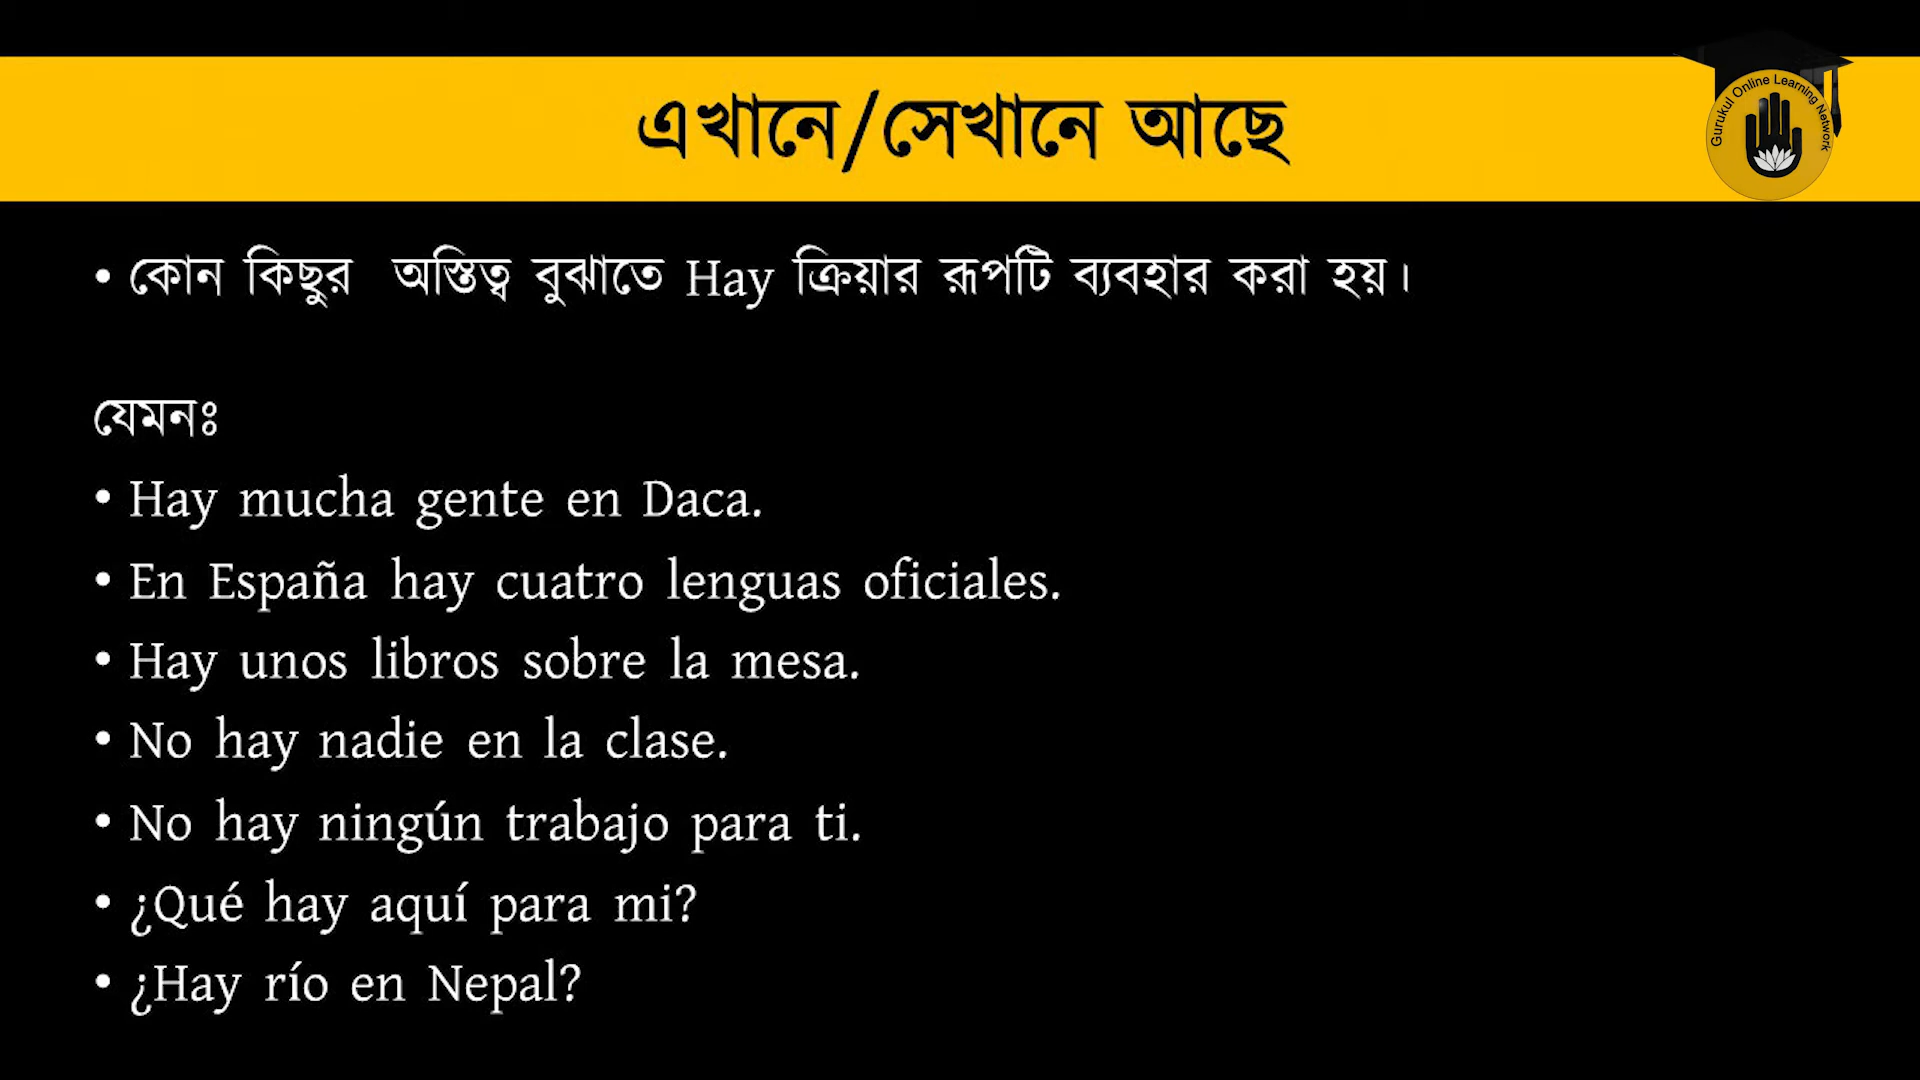 এখানে/সেখানে আছে
Gurukul Online Learning Network
• কোন কিছুর অস্তিত্ব বুঝাতে Hay ক্রিয়ার রূপটি ব্যবহার করা হয়।
যেমনঃ
• Hay mucha gente en Daca.
• En España hay cuatro lenguas oficiales.
• Hay unos libros sobre la mesa.
• No hay nadie en la clase.
• No hay ningún trabajo para ti.
• ¿Qué hay aquí para mi?
• ¿Hay río en Nepal?